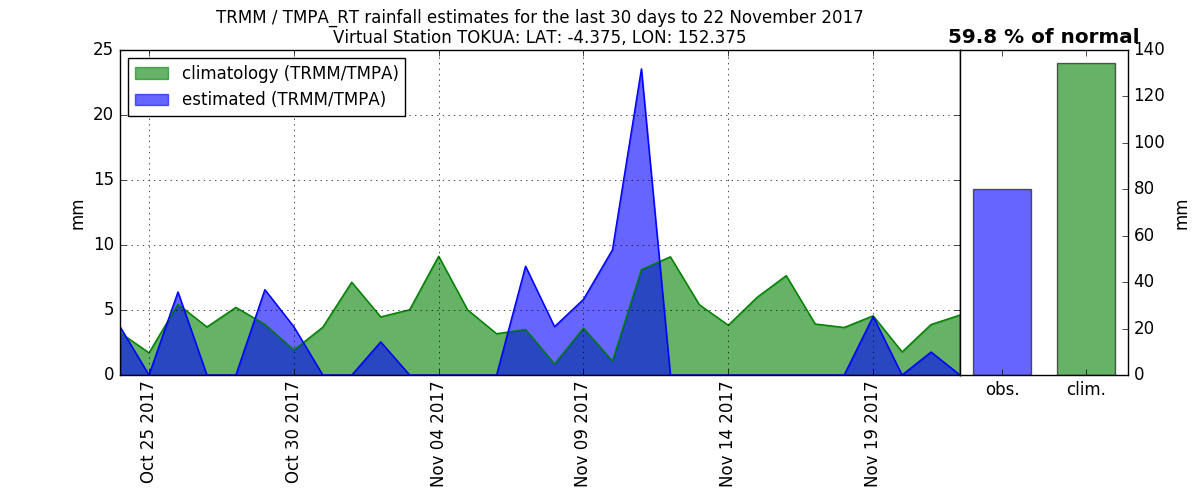 TRMM / TMPA_RT rainfall estimates for the last 30 days to 22 November 2017
Virtual Station TOKUA: LAT: -4.375, LON: 152.375
59.8 % of normal
climatology (TRMM/TMPA)
estimated (TRMM/TMPA)
mm
25
20
15
10
5
0
Oct 25 2017
Oct 30 2017
Nov 04 2017
Nov 09 2017
Nov 14 2017
Nov 19 2017
140
120
100
80
60
40
20
0
mm
obs.
clim.